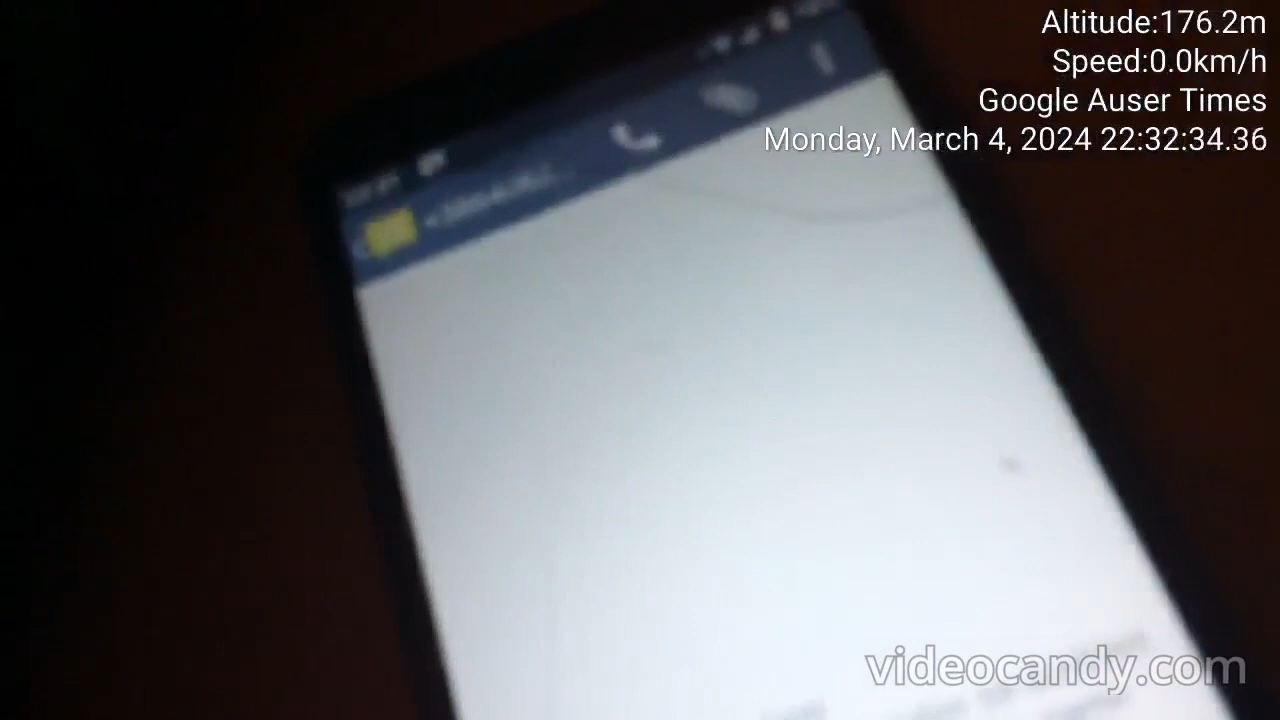 Altitude:176.2m
Speed:0.0km/h
Google Auser Times
Monday, March 4, 2024 22:32:34.36
videocandy.com